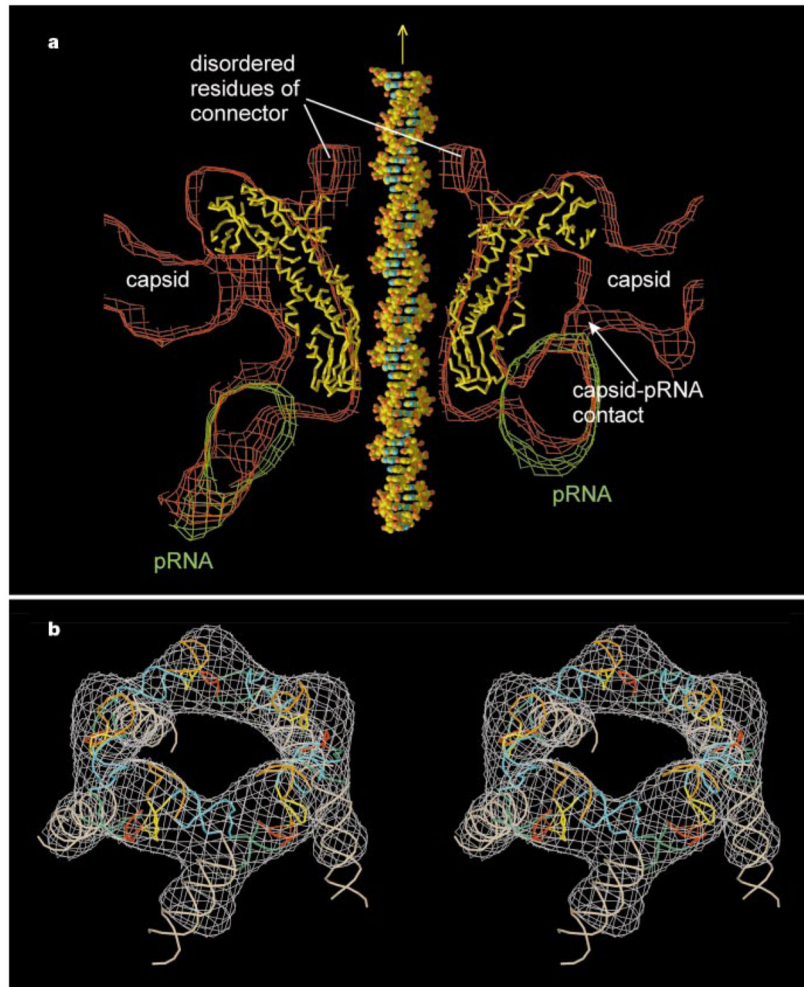 a
disordered
residues of
connector
capsid
capsid
capsid-pRNA
contact
pRNA
pRNA
b